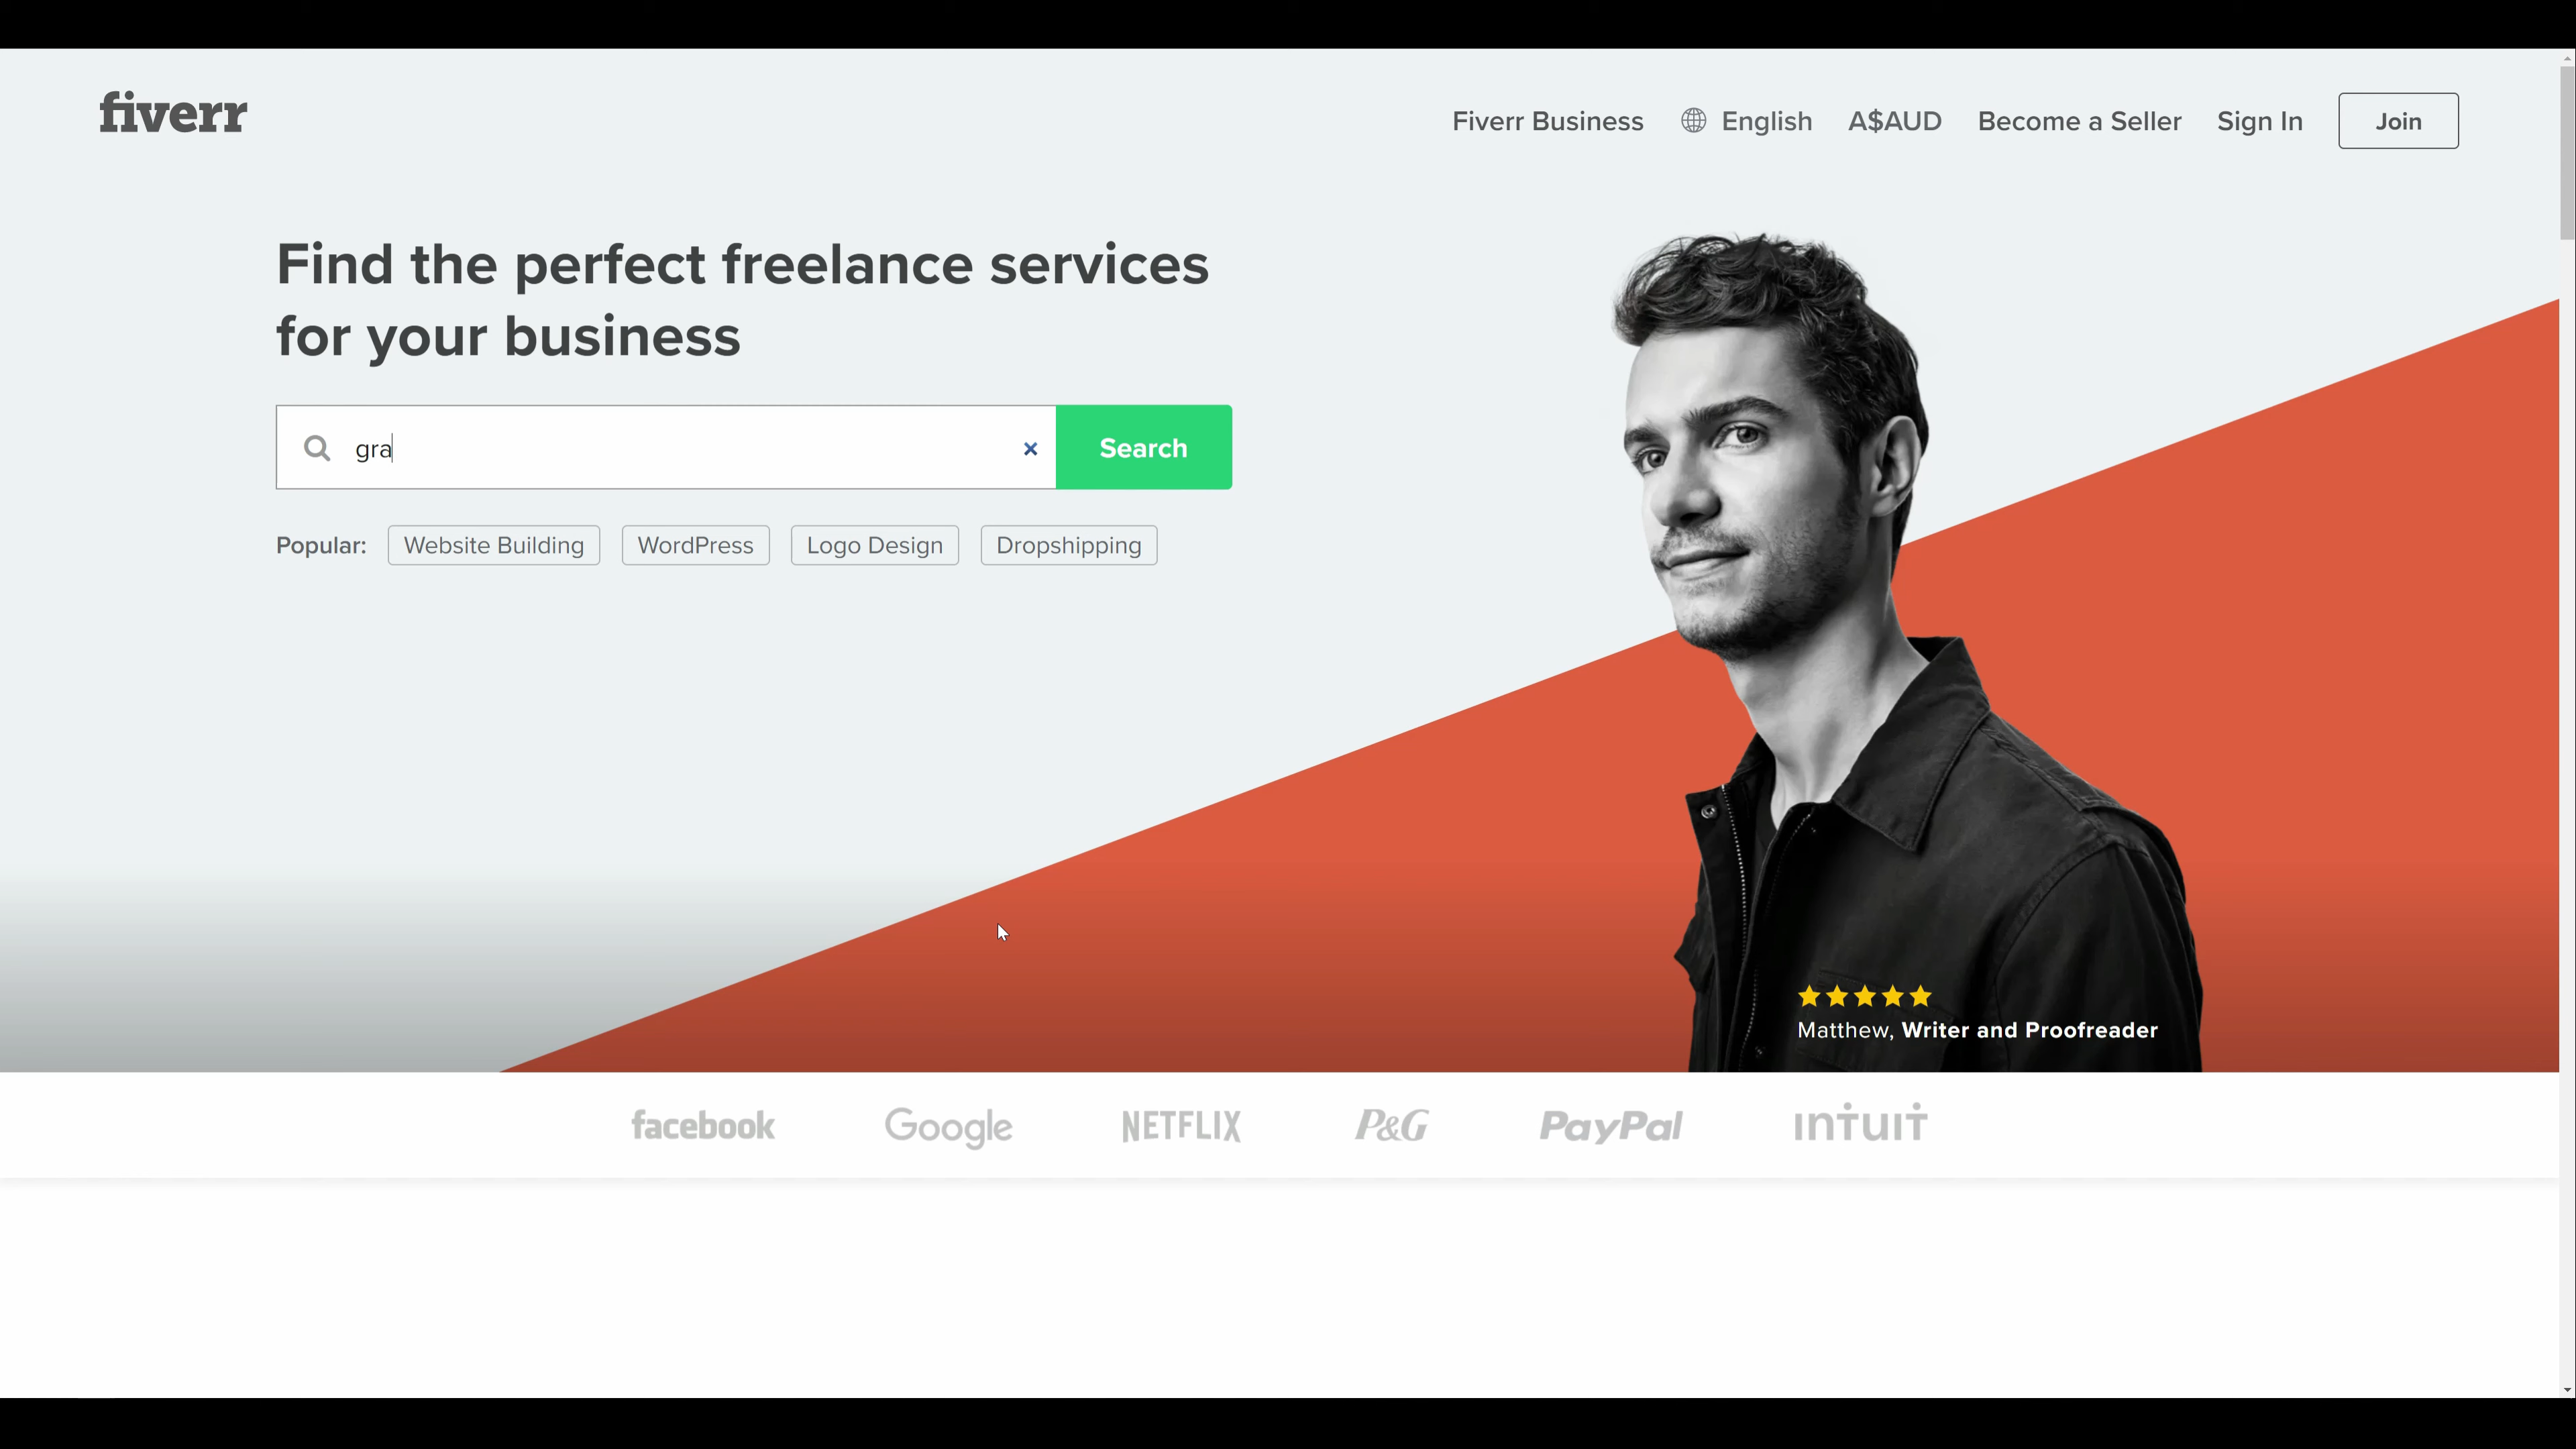 fiverr
Fiverr Business English A$AUD Become a Seller Sign In Join
Find the perfect freelance services
for your business
gra
Search
Popular: Website Building WordPress Logo Design Dropshipping
Matthew, Writer and Proofreader
facebook Google NETFLIX P&G PayPal intuit